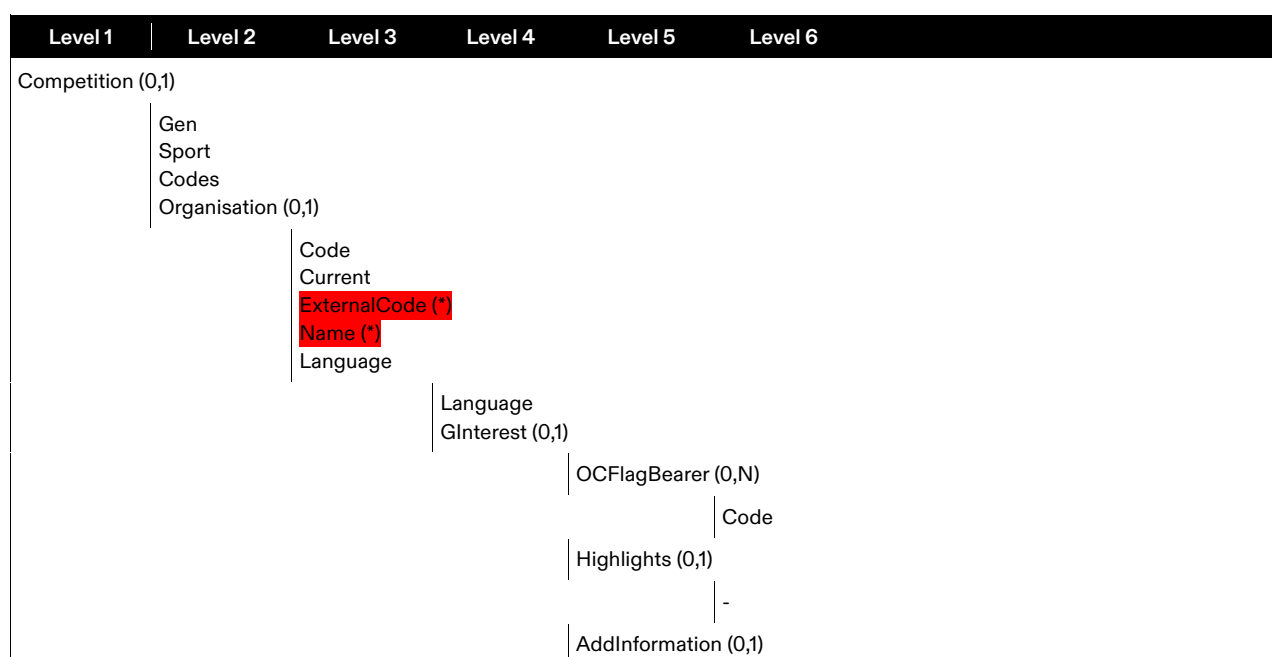 Level 1 Level 2 Level 3 Level 4 Level 5 Level 6
Competition (0,1)
Gen
Sport
Codes
Organisation (0,1)
Code
Current
ExternalCode (*)
Name (*)
Language
Language
GInterest (0,1)
OCFlagBearer (0,N)
Code
Highlights (0,1)
-
AddInformation (0,1)